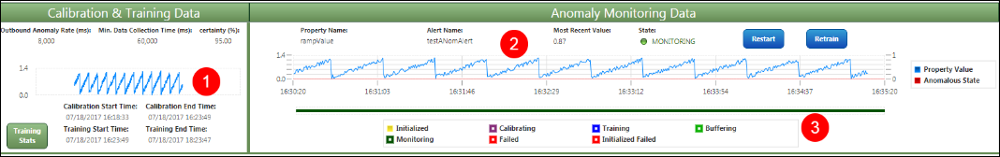 Calibration & Training Data
Outbound Anomaly Rate (ms): Min. Data Collection Time (ms): certainty (%):
8,000 60,000 95.00
1.4
0.0
1
Calibration Start Time: Calibration End Time:
07/18/2017 16:18:33 07/18/2017 16:23:49
Training Start Time: Training End Time:
07/18/2017 16:23:49 07/18/2017 18:23:47
Training Stats
Anomaly Monitoring Data
Property Name: Alert Name: Most Recent Value: State:
rampValue testANomAlert 0.87 MONITORING
Restart Retrain
2
1.4 1
0.0 0
16:30:20 16:31:03 16:31:46 16:32:29 16:33:12 16:33:54 16:34:37 16:35:20
Property Value
Anomalous State
Initialized Calibrating Training Buffering
Monitoring Failed Initialized Failed
3